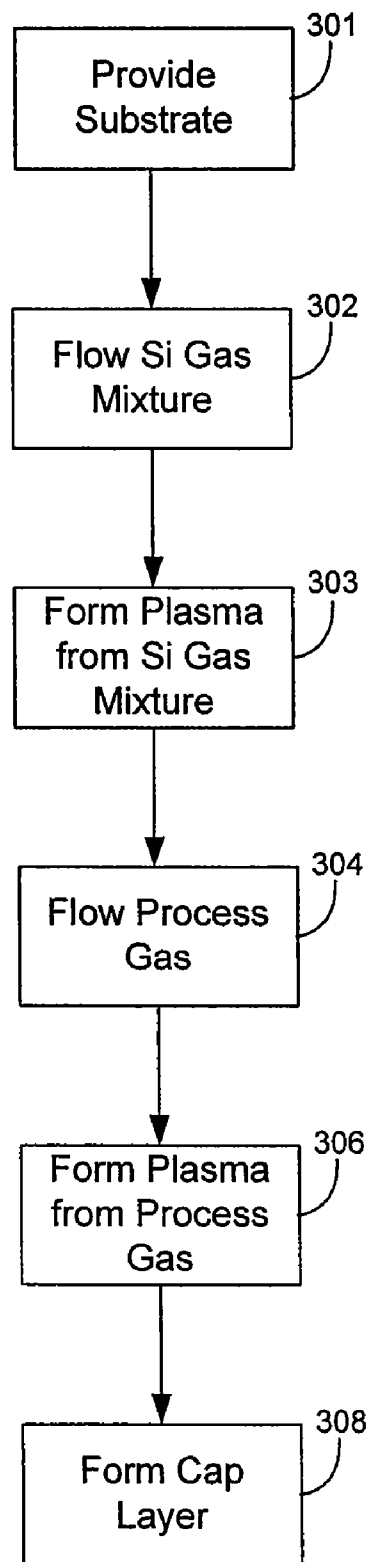 301
Provide
Substrate
302
Flow Si Gas
Mixture
303
Form Plasma
from Si Gas
Mixture
304
Flow Process
Gas
306
Form Plasma
from Process
Gas
308
Form Cap
Layer